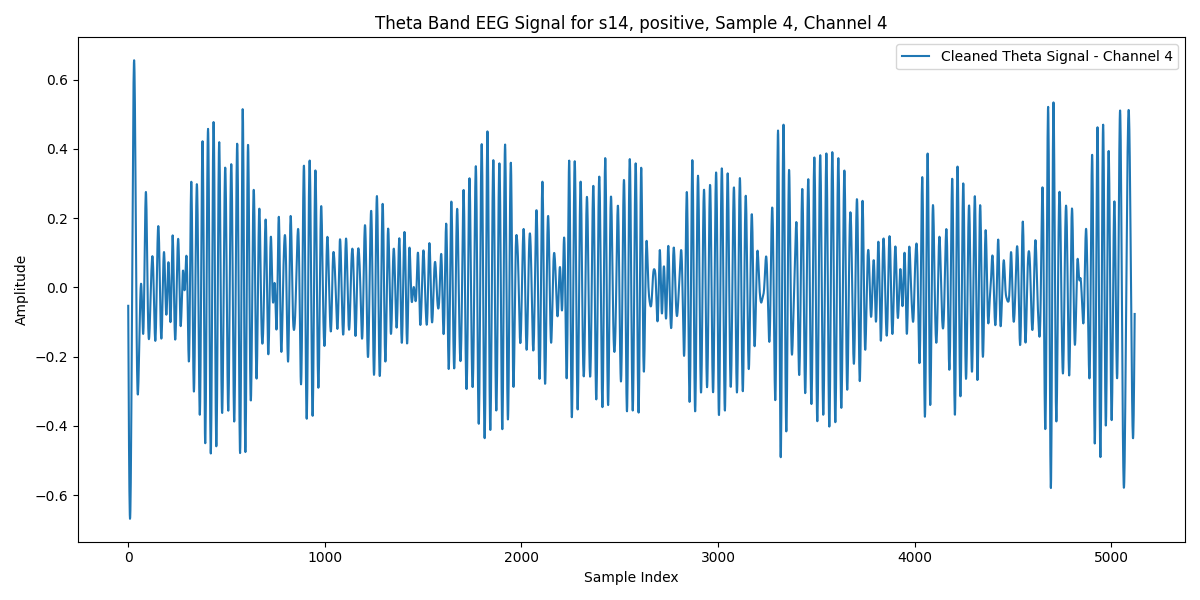 Theta Band EEG Signal for s14, positive, Sample 4, Channel 4
Cleaned Theta Signal - Channel 4
Amplitude
0.6
0.4
0.2
0.0
−0.2
−0.4
−0.6
0 1000 2000 3000 4000 5000
Sample Index